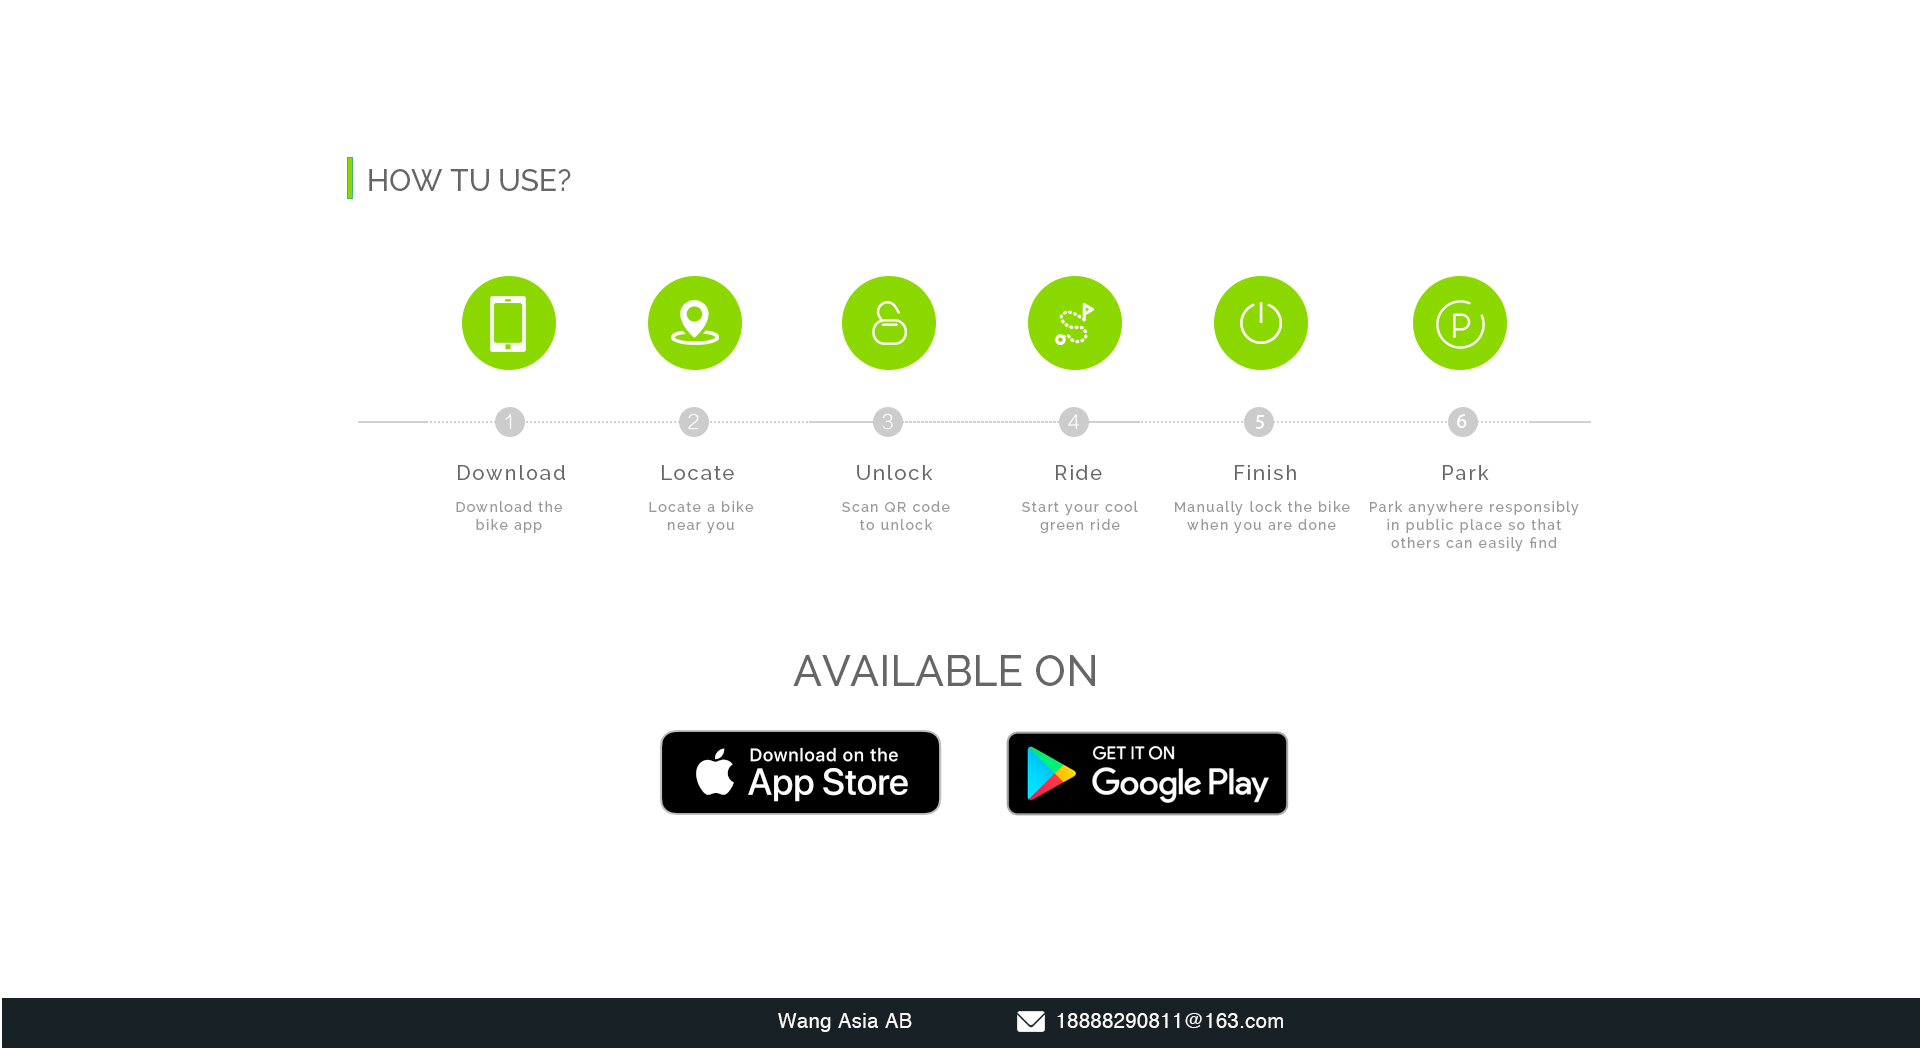 HOW TU USE?
P
1 2 3 4 5 6
Download
Download the
bike app
Locate
Locate a bike
near you
Unlock
Scan QR code
to unlock
Ride
Start your cool
green ride
Finish
Manually lock the bike
when you are done
Park
Park anywhere responsibly
in public place so that
others can easily find
AVAILABLE ON
Download on the
App Store
GET IT ON
Google Play
Wang Asia AB 18888290811@163.com